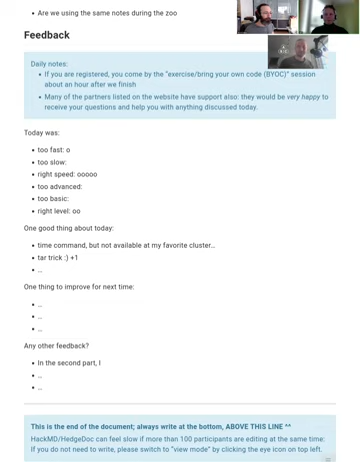 Are we using the same notes during the zoo
Feedback
Daily notes:
If you are registered, you come by the "exercise/bring your own code (BYOC)" session
about an hour after we finish
Many of the partners listed on the website have support also: they would be very happy to
receive your questions and help you with anything discussed today.
Today was:
too fast: o
too slow:
right speed: ooooo
too advanced:
too basic:
right level: oo
One good thing about today:
time command, but not available at my favorite cluster…
tar trick :) +1
…
One thing to improve for next time:
…
…
…
Any other feedback?
In the second part, I
…
…
This is the end of the document; always write at the bottom, ABOVE THIS LINE ^^
HackMD/HedgeDoc can feel slow if more than 100 participants are editing at the same time:
If you do not need to write, please switch to "view mode" by clicking the eye icon on top left.